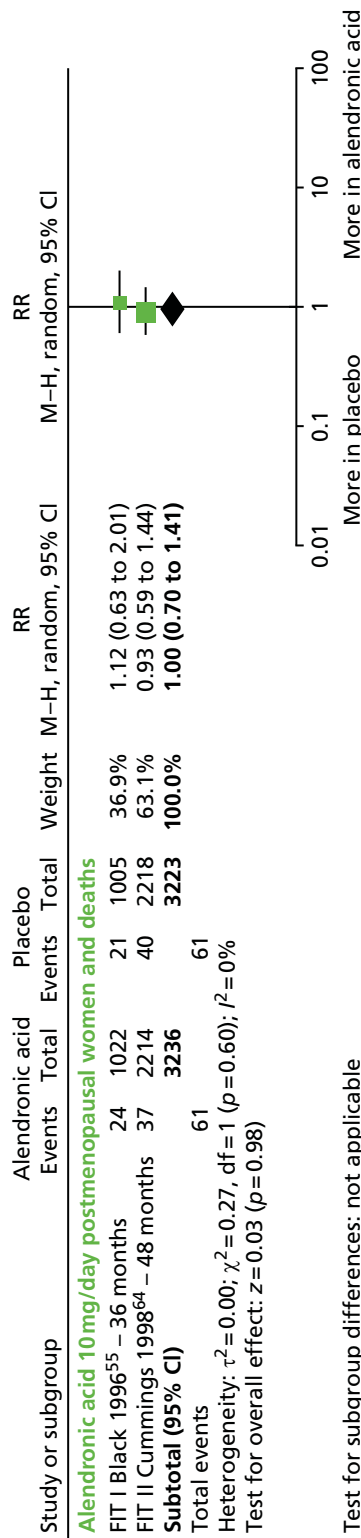 Alendronic acid Placebo RR RR
Study or subgroup Events Total Events Total Weight M–H, random, 95% CI M–H, random, 95% CI
Alendronic acid 10 mg/day postmenopausal women and deaths
FIT I Black 1996⁵⁵ – 36 months 24 1022 21 1005 36.9% 1.12 (0.63 to 2.01)
FIT II Cummings 1998⁶⁴ – 48 months 37 2214 40 2218 63.1% 0.93 (0.59 to 1.44)
Subtotal (95% CI) 3236 3223 100.0% 1.00 (0.70 to 1.41)
Total events 61 61
Heterogeneity: τ²=0.00; χ²=0.27, df=1 (p=0.60); I²=0%
Test for overall effect: z=0.03 (p=0.98)
0.01 0.1 1 10 100
More in placebo More in alendronic acid
Test for subgroup differences: not applicable